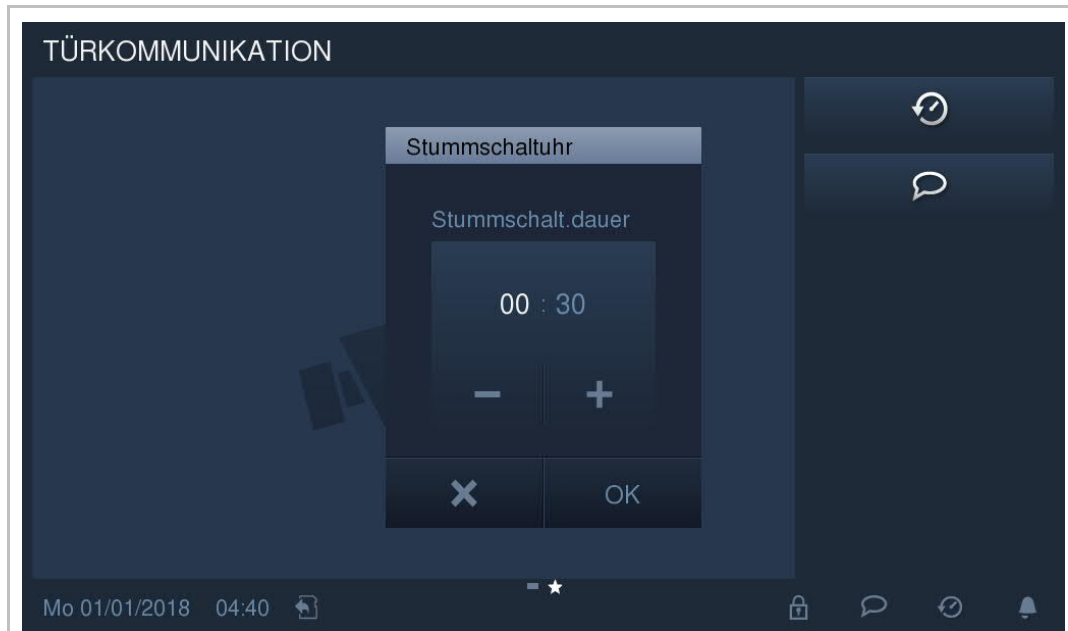 TÜRKOMMUNIKATION
Stummschaltuhr
Stummschalt.dauer
00 : 30
OK
Mo 01/01/2018 04:40